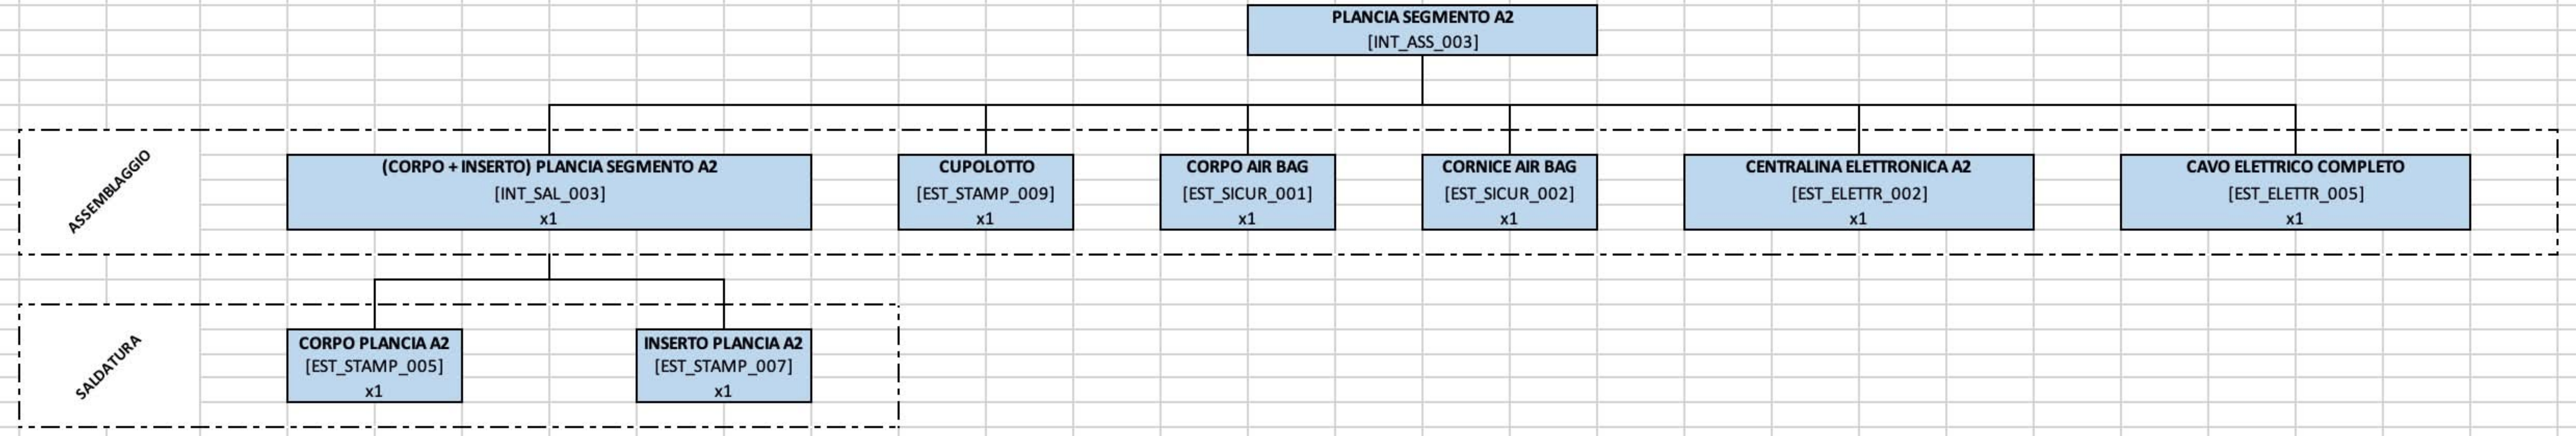 PLANCIA SEGMENTO A2
[INT_ASS_003]
ASSEMBLAGGIO
(CORPO + INSERTO) PLANCIA SEGMENTO A2
[INT_SAL_003]
x1
CUPOLOTTO
[EST_STAMP_009]
x1
CORPO AIR BAG
[EST_SICUR_001]
x1
CORNICE AIR BAG
[EST_SICUR_002]
x1
CENTRALINA ELETTRONICA A2
[EST_ELETTR_002]
x1
CAVO ELETTRICO COMPLETO
[EST_ELETTR_005]
x1
SALDATURA
CORPO PLANCIA A2
[EST_STAMP_005]
x1
INSERTO PLANCIA A2
[EST_STAMP_007]
x1